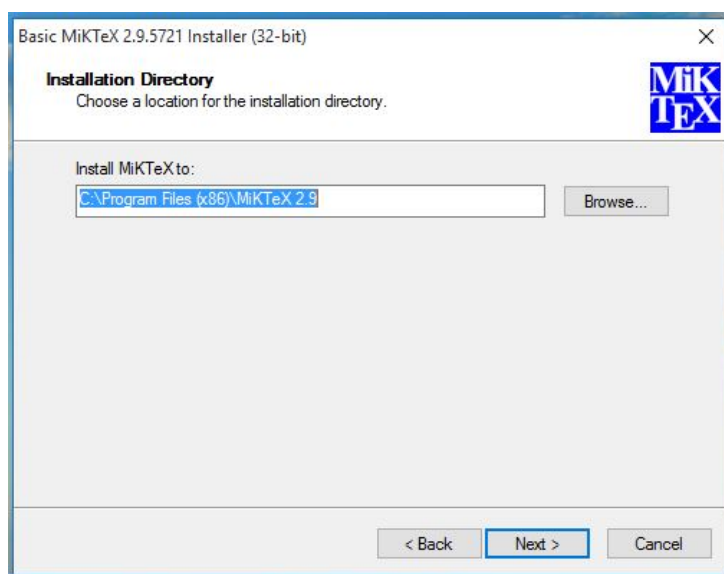 Basic MiKTeX 2.9.5721 Installer (32-bit)
Installation Directory
Choose a location for the installation directory.
MiK
TEX
Install MiKTeX to:
C:\Program Files (x86)\MiKTeX 2.9
Browse...
< Back
Next >
Cancel